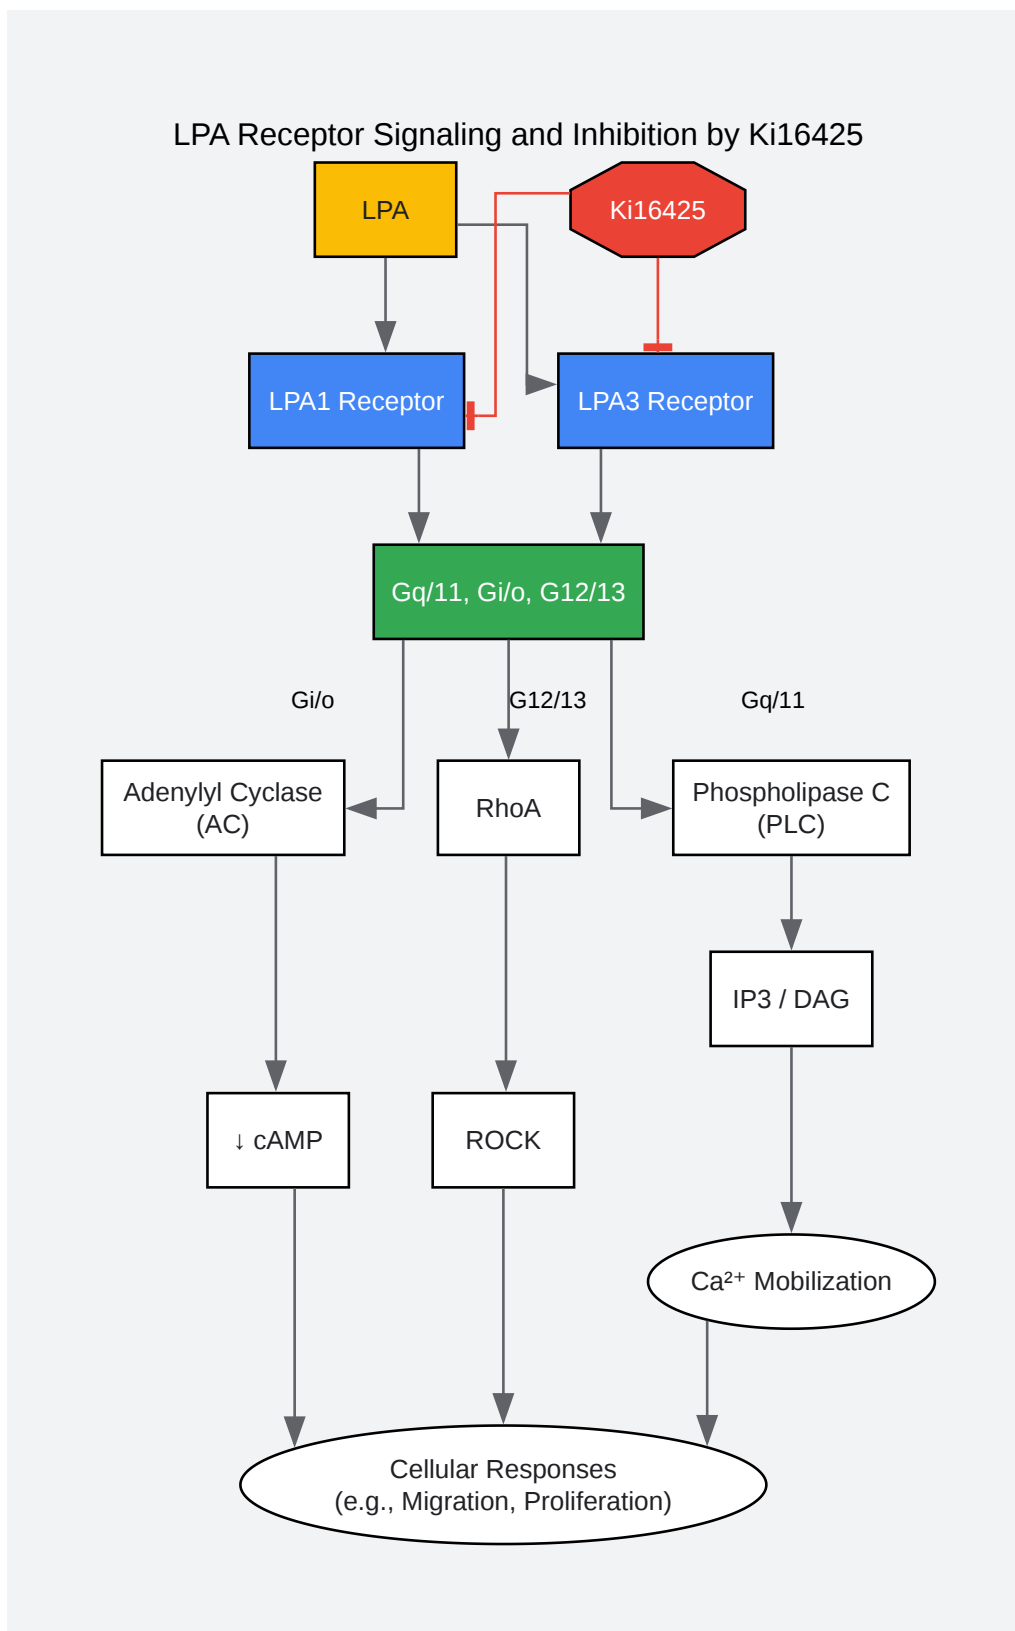 LPA Receptor Signaling and Inhibition by Ki16425
LPA
Ki16425
LPA1 Receptor
LPA3 Receptor
Gq/11, Gi/o, G12/13
Gi/o
G12/13
Gq/11
Adenylyl Cyclase
(AC)
RhoA
Phospholipase C
(PLC)
IP3 / DAG
↓ cAMP
ROCK
Ca²⁺ Mobilization
Cellular Responses
(e.g., Migration, Proliferation)